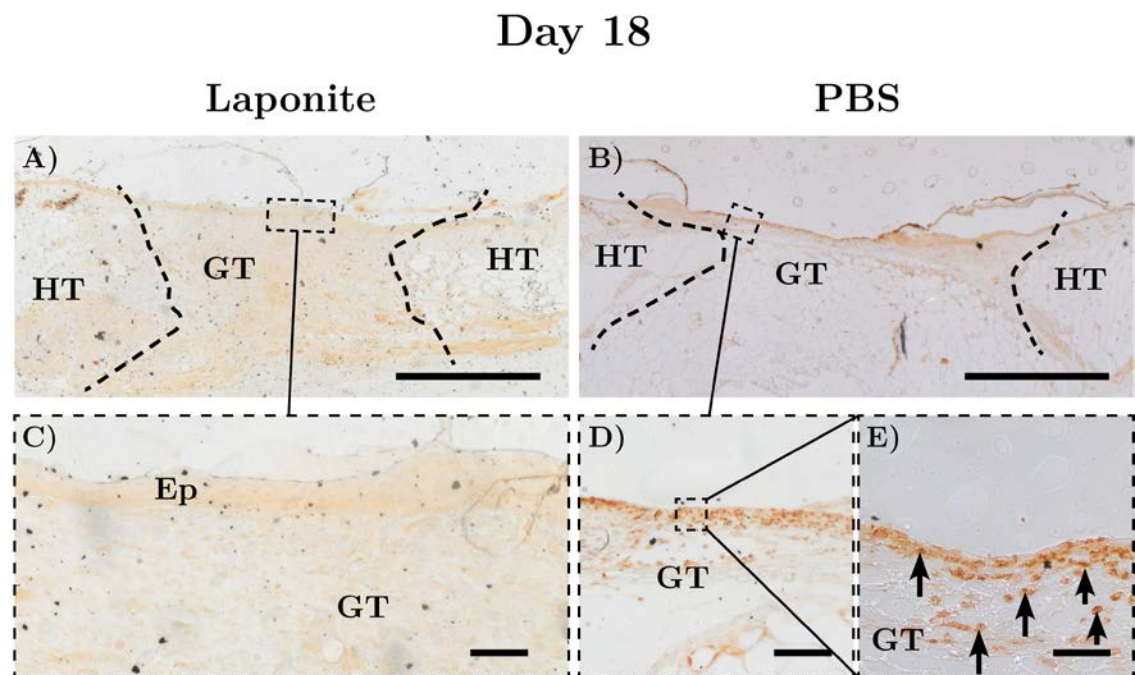 Day 18
Laponite PBS
A) B)
HT GT HT HT GT HT
C) D) E)
Ep
GT GT GT